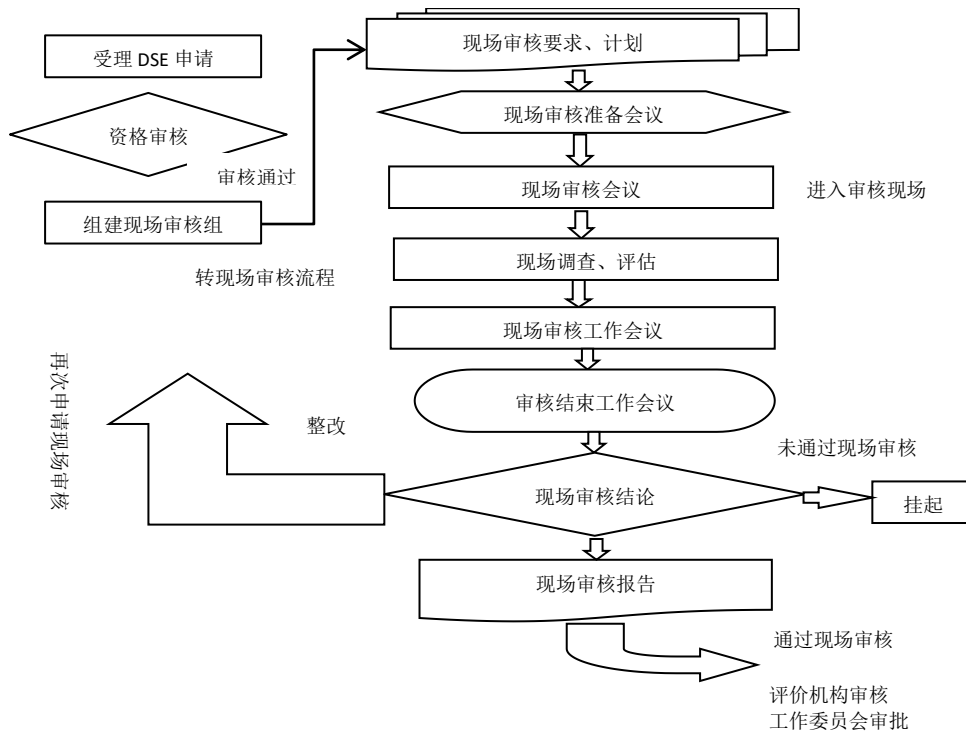 受理 DSE 申请
资格审核
审核通过
组建现场审核组
转现场审核流程
现场审核要求、计划
现场审核准备会议
现场审核会议
进入审核现场
现场调查、评估
现场审核工作会议
审核结束工作会议
整改
再次申请现场审核
现场审核结论
未通过现场审核
挂起
现场审核报告
通过现场审核
评价机构审核
工作委员会审批